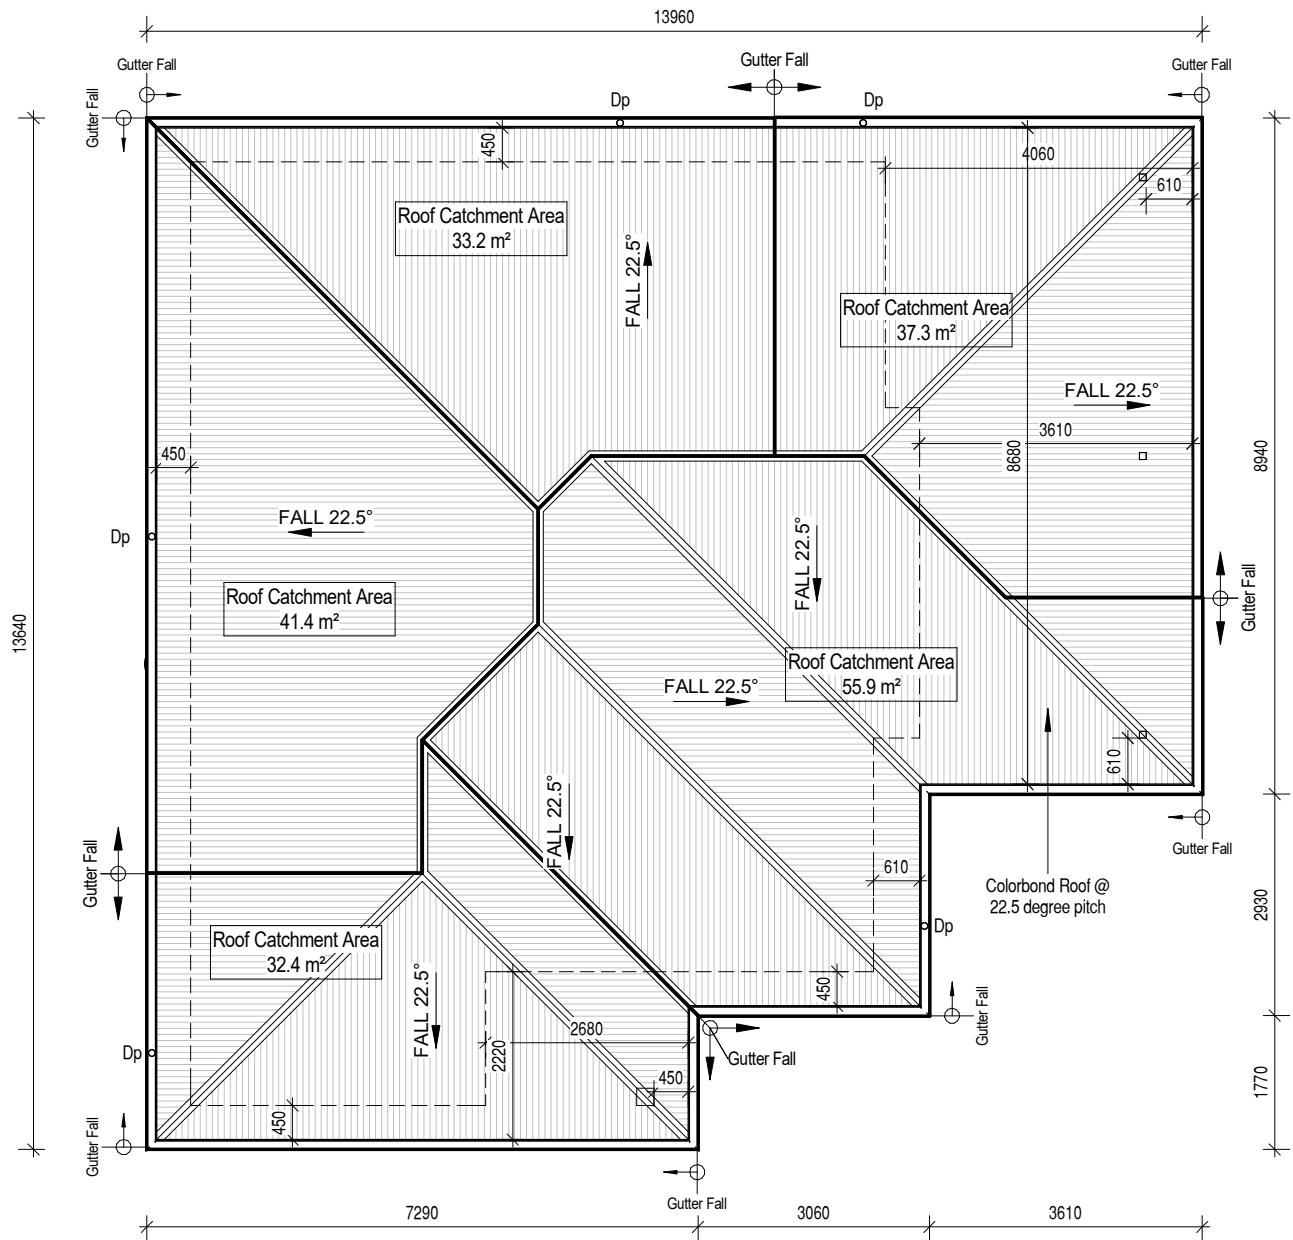 13960
Gutter Fall
Gutter Fall
Gutter Fall
Gutter Fall
Dp
Dp
450
4060
610
Roof Catchment Area
33.2 m²
FALL 22.5°
Roof Catchment Area
37.3 m²
FALL 22.5°
3610
8680
8940
450
FALL 22.5°
Dp
FALL 22.5°
Roof Catchment Area
41.4 m²
Gutter Fall
13640
Roof Catchment Area
55.9 m²
FALL 22.5°
610
FALL 22.5°
Gutter Fall
Gutter Fall
610
Colorbond Roof @
22.5 degree pitch
2930
Roof Catchment Area
32.4 m²
Dp
FALL 22.5°
450
Gutter Fall
2680
2220
Dp
Gutter Fall
450
450
1770
Gutter Fall
Gutter Fall
7290
3060
3610